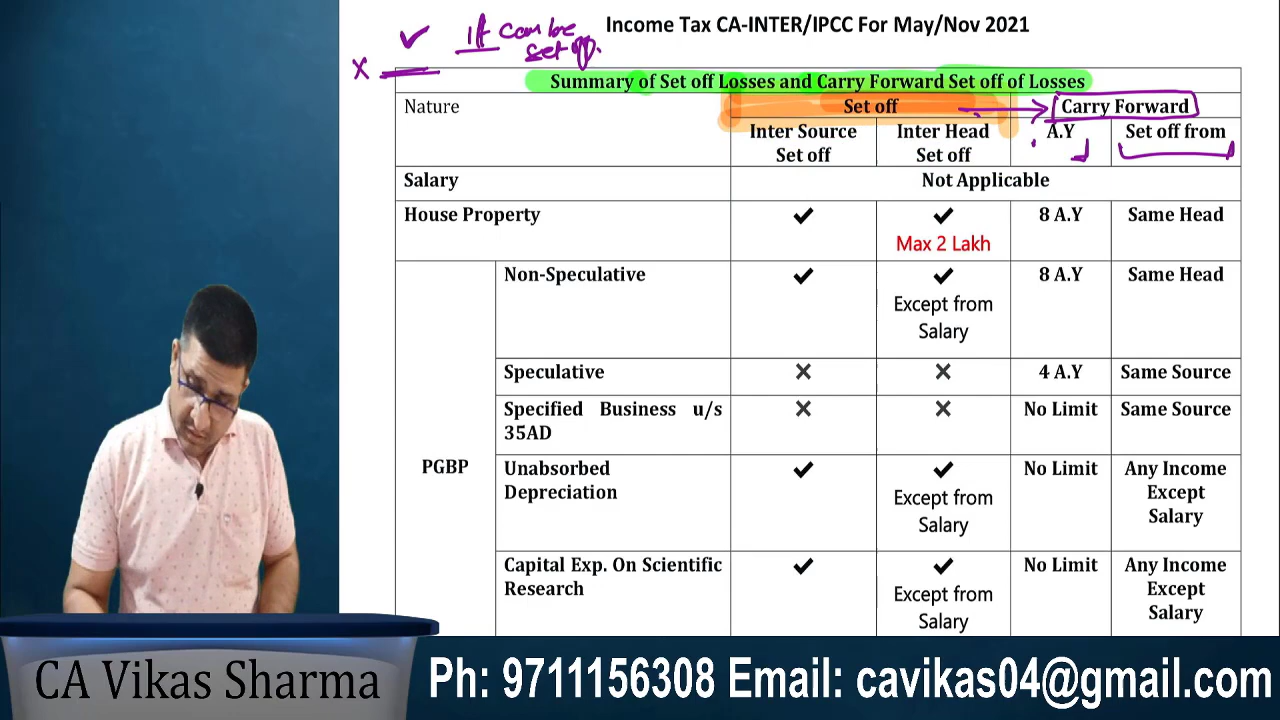 Income Tax CA-INTER/IPCC For May/Nov 2021
✓ It can be
set off.
X
Summary of Set off Losses and Carry Forward Set off of Losses
Nature Set off Carry Forward
Inter Source Set off Inter Head Set off A.Y Set off from
Salary Not Applicable
House Property ✔ ✔ 8 A.Y Same Head
Max 2 Lakh
PGBP
Non-Speculative ✔ ✔ 8 A.Y Same Head
Except from
Salary
Speculative ✕ ✕ 4 A.Y Same Source
Specified Business u/s ✕ ✕ No Limit Same Source
35AD
Unabsorbed ✔ ✔ No Limit Any Income
Depreciation Except from Except
Salary Salary
Capital Exp. On Scientific ✔ ✔ No Limit Any Income
Research Except from Except
Salary Salary
CA Vikas Sharma
Ph: 9711156308 Email: cavikas04@gmail.com